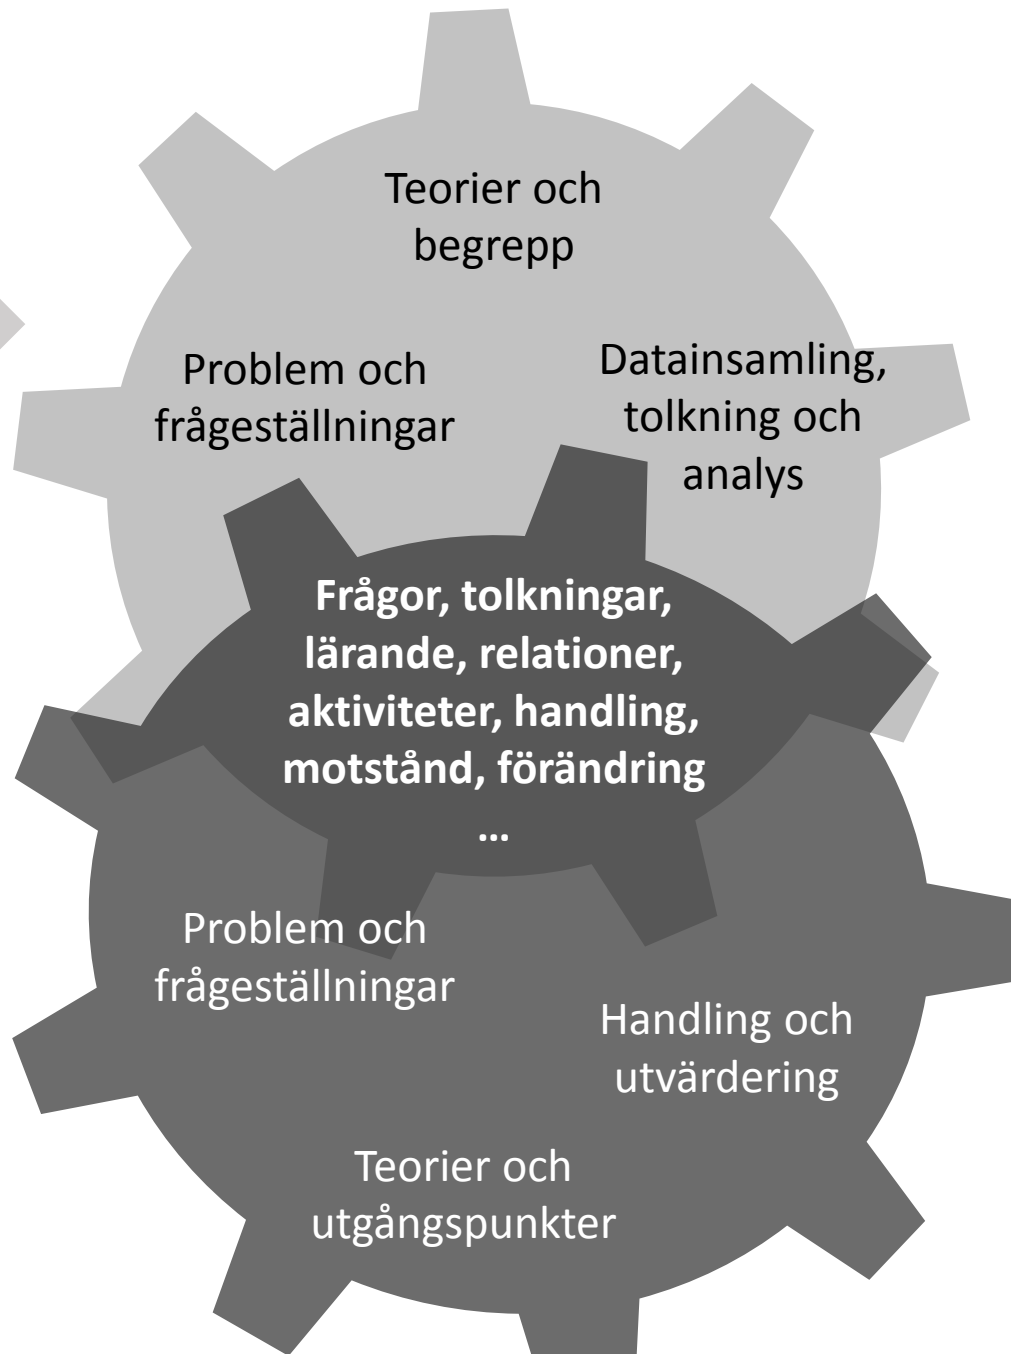 Teorier och
begrepp
Problem och
frågeställningar
Datainsamling,
tolkning och
analys
Frågor, tolkningar,
lärande, relationer,
aktiviteter, handling,
motstånd, förändring
…
Problem och
frågeställningar
Handling och
utvärdering
Teorier och
utgångspunkter